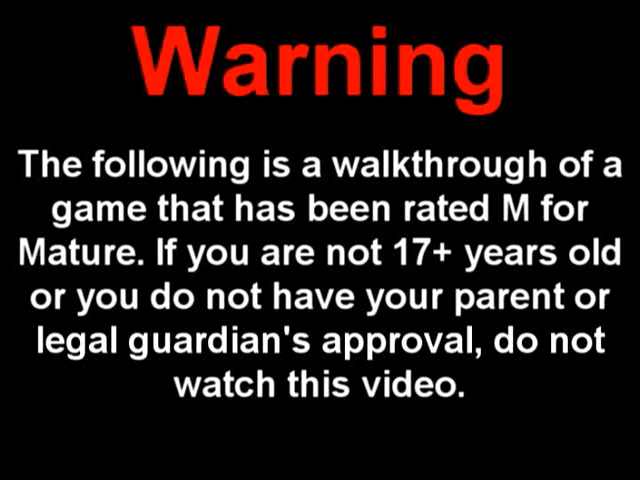 Warning
The following is a walkthrough of a
game that has been rated M for
Mature. If you are not 17+ years old
or you do not have your parent or
legal guardian's approval, do not
watch this video.